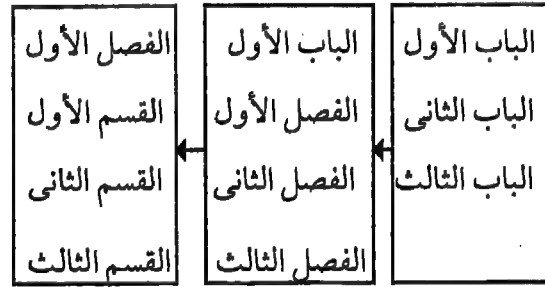 الباب الأول
الباب الثانى
الباب الثالث
الباب الأول
الفصل الأول
الفصل الثانى
الفصل الثالث
الفصل الأول
القسم الأول
القسم الثانى
القسم الثالث